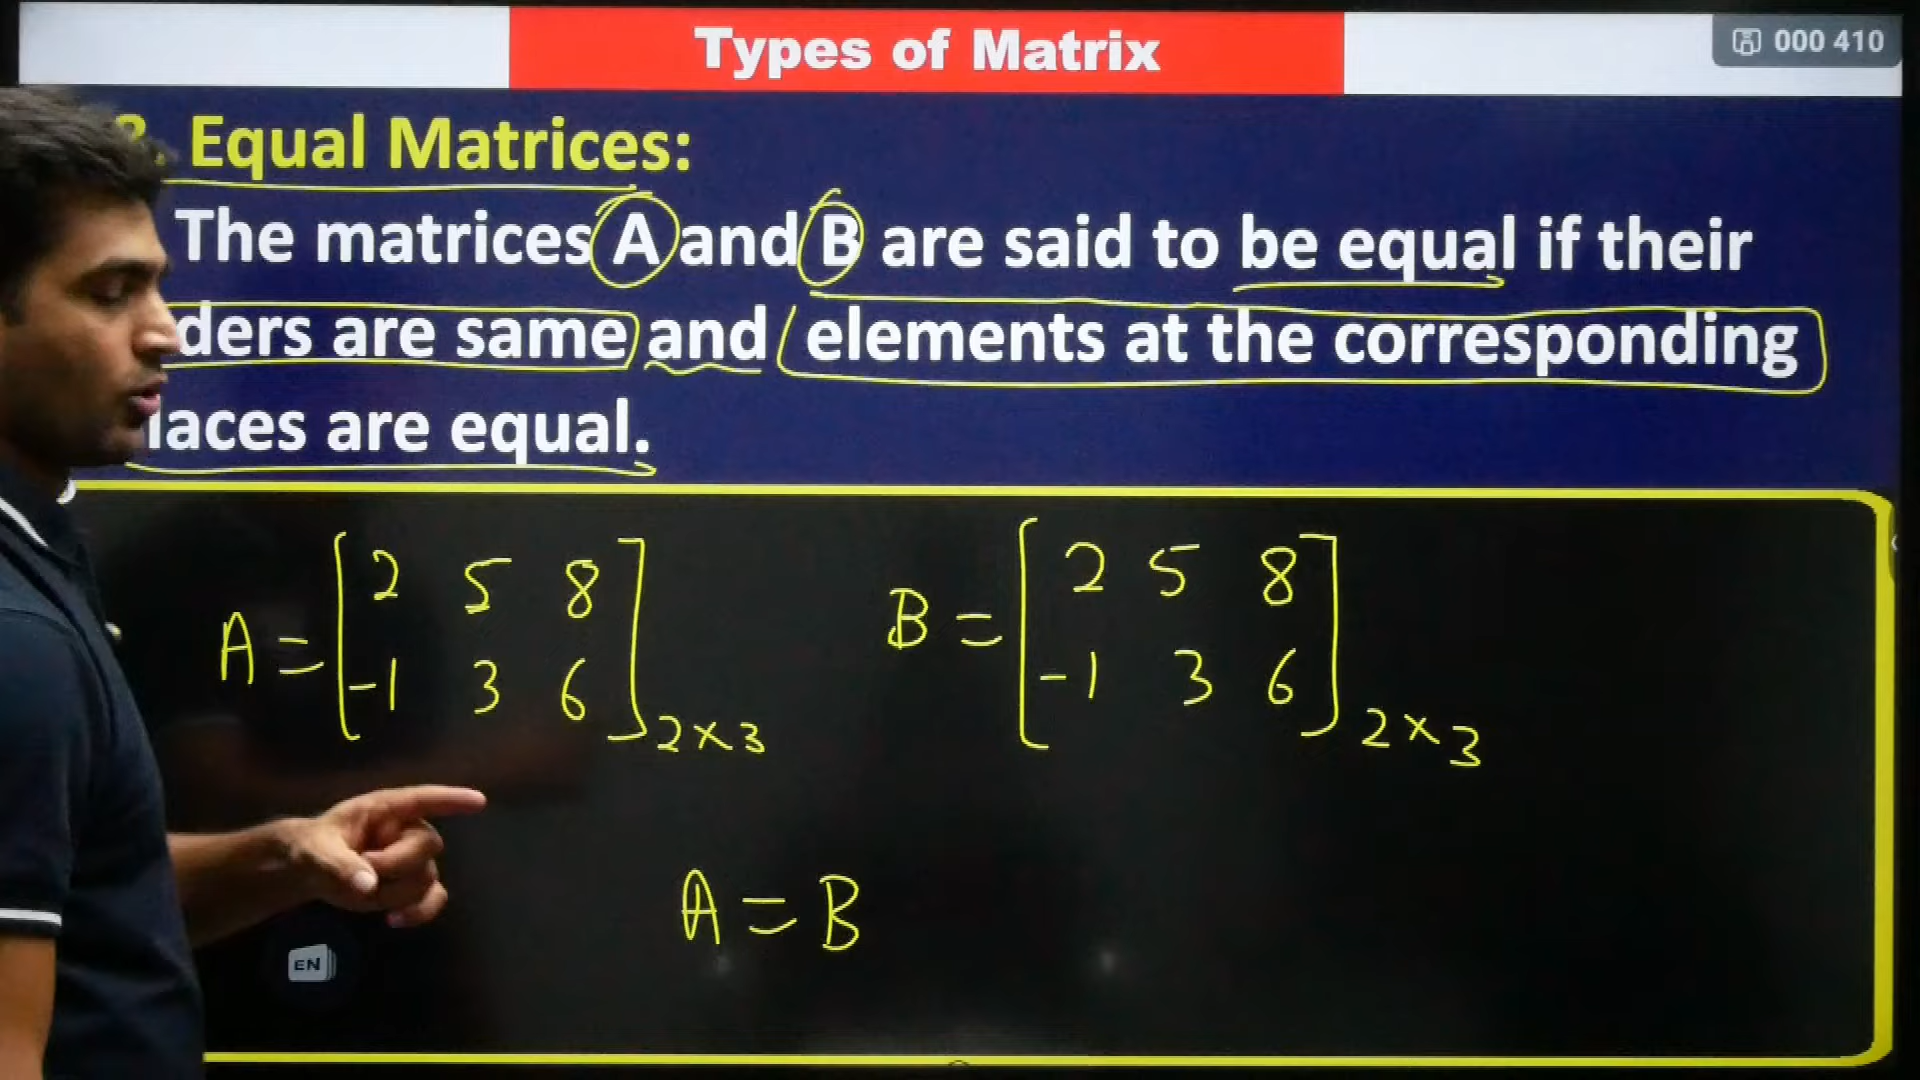 Types of Matrix
000 410
Equal Matrices:
The matrices A and B are said to be equal if their
ders are same and elements at the corresponding
laces are equal.
A = [ 2 5 8
-1 3 6 ] 2×3
B = [ 2 5 8
-1 3 6 ] 2×3
A = B
EN